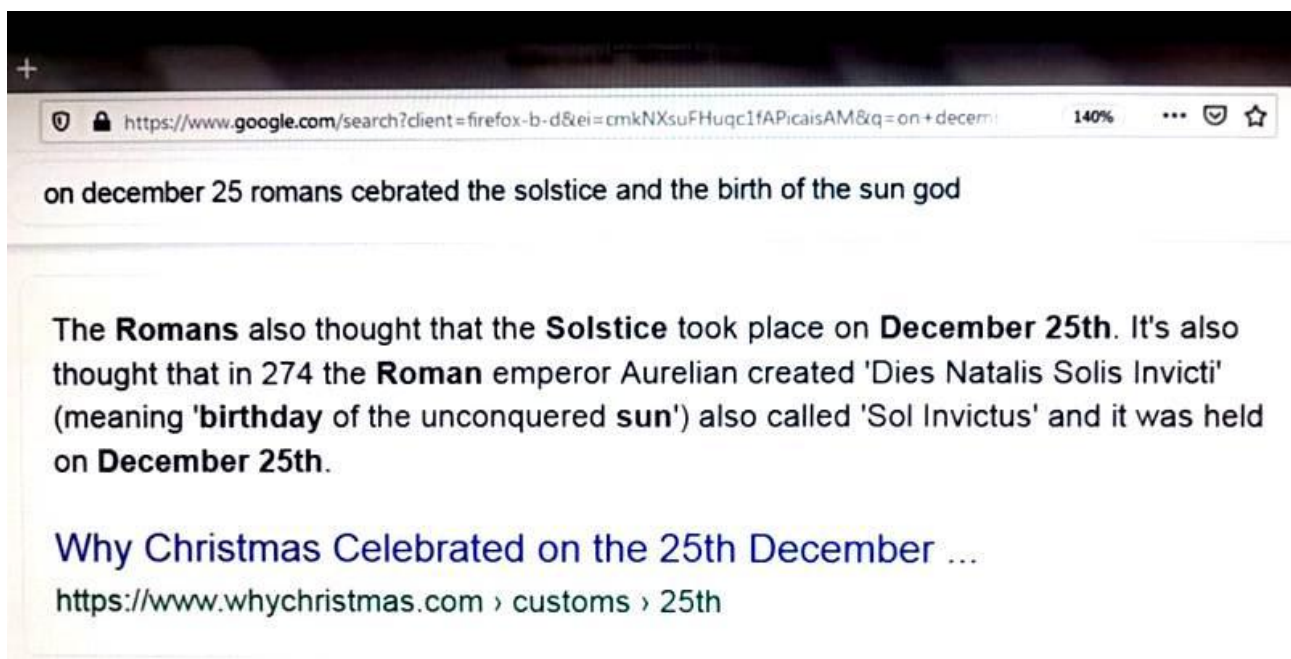 +
https://www.google.com/search?client=firefox-b-d&ei=cmkNXsuFHuqc1fAPicaisAM&q=on+decem 140% ...
on december 25 romans cebrated the solstice and the birth of the sun god
The Romans also thought that the Solstice took place on December 25th. It's also
thought that in 274 the Roman emperor Aurelian created 'Dies Natalis Solis Invicti'
(meaning 'birthday of the unconquered sun') also called 'Sol Invictus' and it was held
on December 25th.
Why Christmas Celebrated on the 25th December ...
https://www.whychristmas.com › customs › 25th